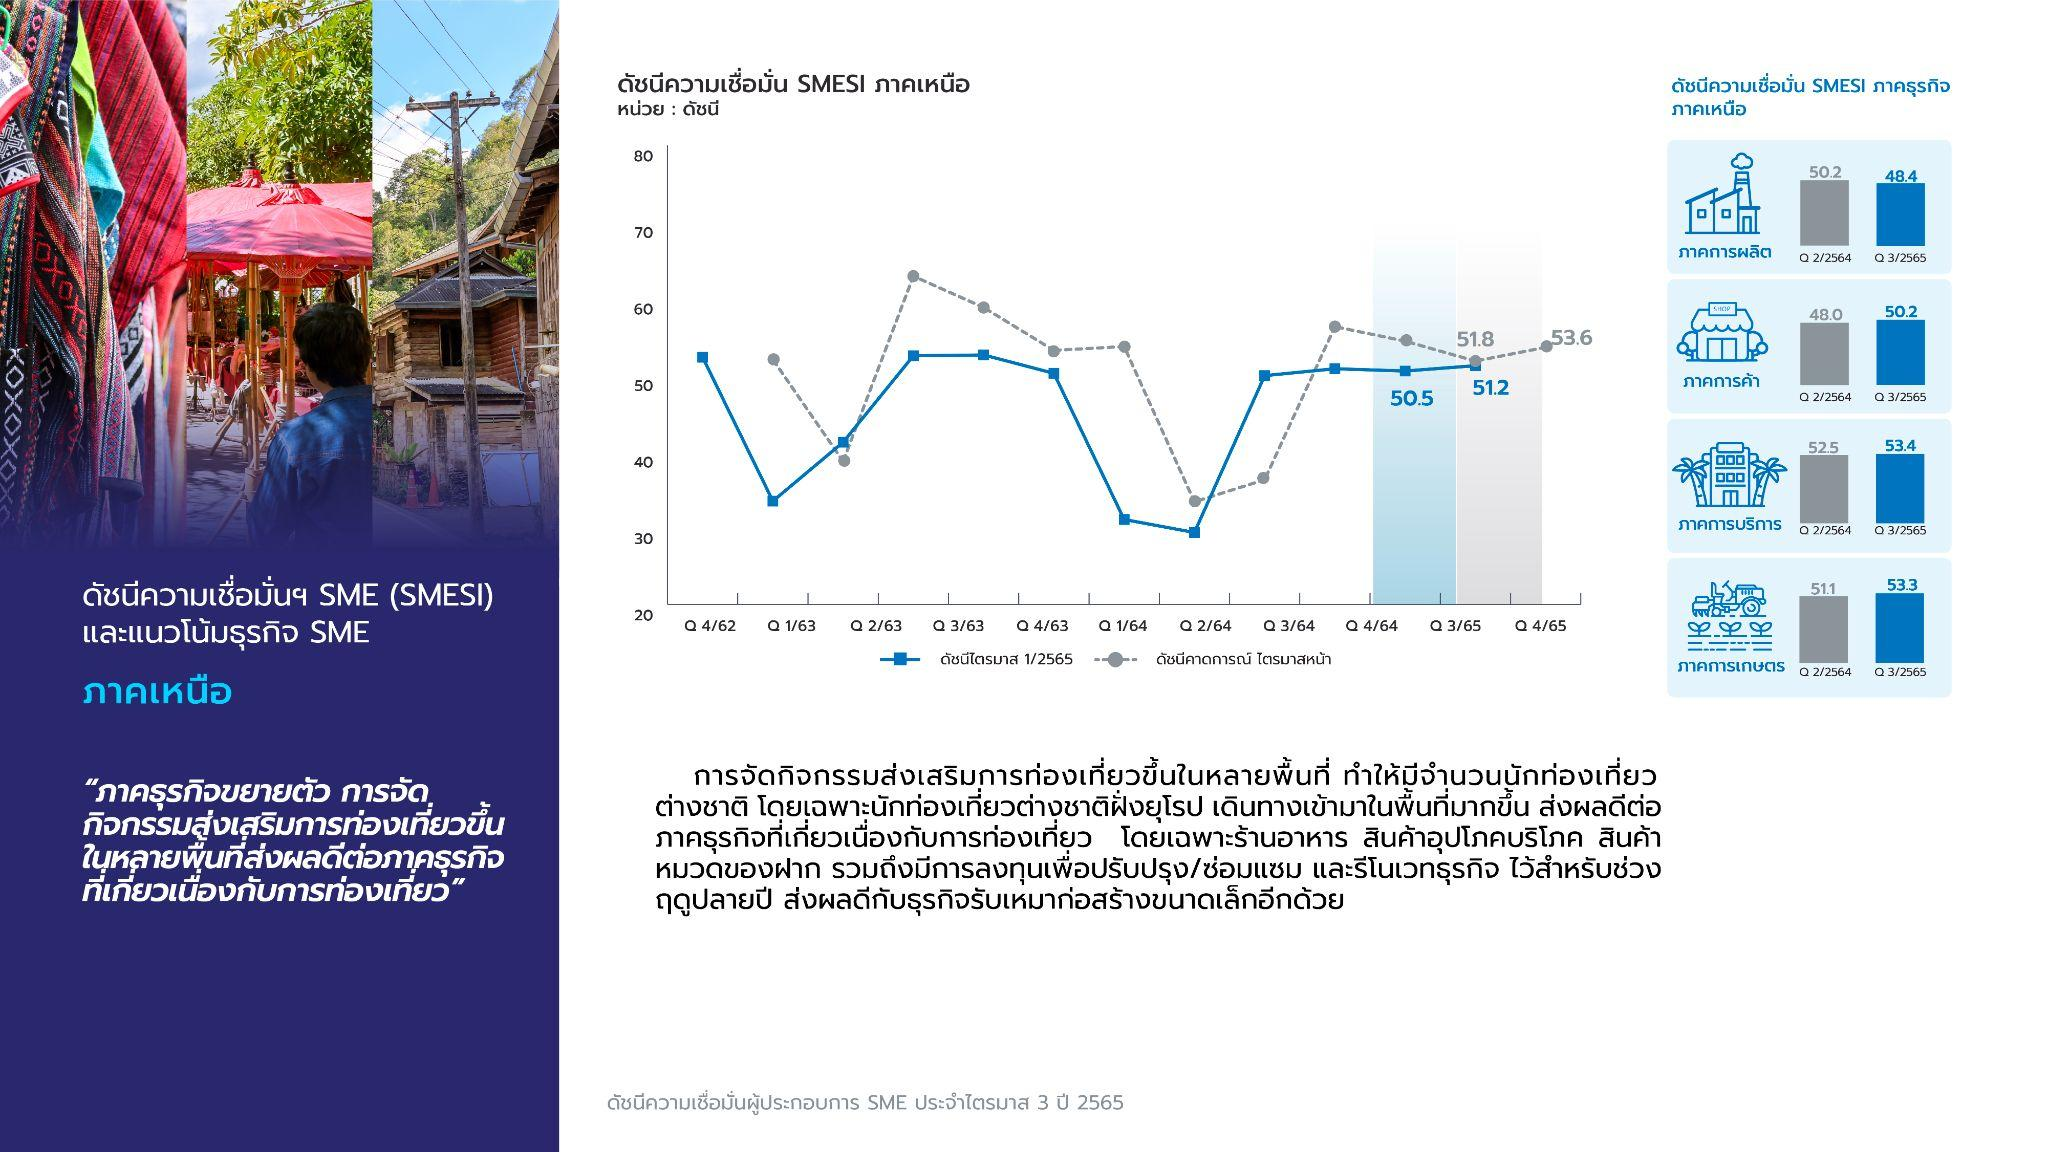 ดัชนีความเชื่อมั่นฯ SME (SMESI)
และแนวโน้มธุรกิจ SME
ภาคเหนือ
“ภาคธุรกิจขยายตัว การจัด
กิจกรรมส่งเสริมการท่องเที่ยวขึ้น
ในหลายพื้นที่ส่งผลดีต่อภาคธุรกิจ
ที่เกี่ยวเนื่องกับการท่องเที่ยว”
ดัชนีความเชื่อมั่น SMESI ภาคเหนือ
หน่วย : ดัชนี
80
70
60
50
40
30
20
51.8
53.6
50.5
51.2
Q 4/62 Q 1/63 Q 2/63 Q 3/63 Q 4/63 Q 1/64 Q 2/64 Q 3/64 Q 4/64 Q 3/65 Q 4/65
ดัชนีไตรมาส 1/2565 ดัชนีคาดการณ์ ไตรมาสหน้า
ดัชนีความเชื่อมั่น SMESI ภาคธุรกิจ
ภาคเหนือ
50.2 48.4
ภาคการผลิต
Q 2/2564 Q 3/2565
SHOP
48.0 50.2
ภาคการค้า
Q 2/2564 Q 3/2565
52.5 53.4
ภาคการบริการ
Q 2/2564 Q 3/2565
51.1 53.3
ภาคการเกษตร
Q 2/2564 Q 3/2565
การจัดกิจกรรมส่งเสริมการท่องเที่ยวขึ้นในหลายพื้นที่ ทำให้มีจำนวนนักท่องเที่ยว
ต่างชาติ โดยเฉพาะนักท่องเที่ยวต่างชาติฝั่งยุโรป เดินทางเข้ามาในพื้นที่มากขึ้น ส่งผลดีต่อ
ภาคธุรกิจที่เกี่ยวเนื่องกับการท่องเที่ยว โดยเฉพาะร้านอาหาร สินค้าอุปโภคบริโภค สินค้า
หมวดของฝาก รวมถึงมีการลงทุนเพื่อปรับปรุง/ซ่อมแซม และรีโนเวทธุรกิจ ไว้สำหรับช่วง
ฤดูปลายปี ส่งผลดีกับธุรกิจรับเหมาก่อสร้างขนาดเล็กอีกด้วย
ดัชนีความเชื่อมั่นผู้ประกอบการ SME ประจำไตรมาส 3 ปี 2565